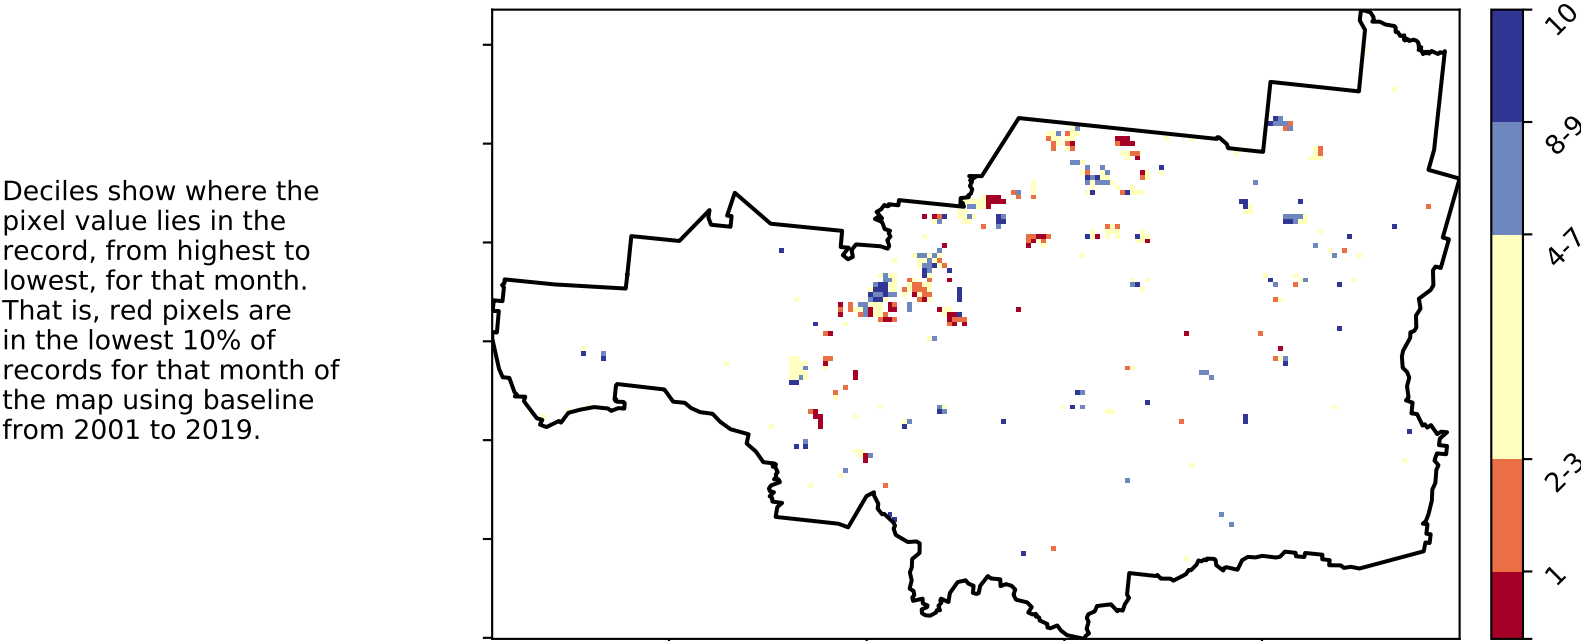 Deciles show where the
pixel value lies in the
record, from highest to
lowest, for that month.
That is, red pixels are
in the lowest 10% of
records for that month of
the map using baseline
from 2001 to 2019.
10
8-9
4-7
2-3
1